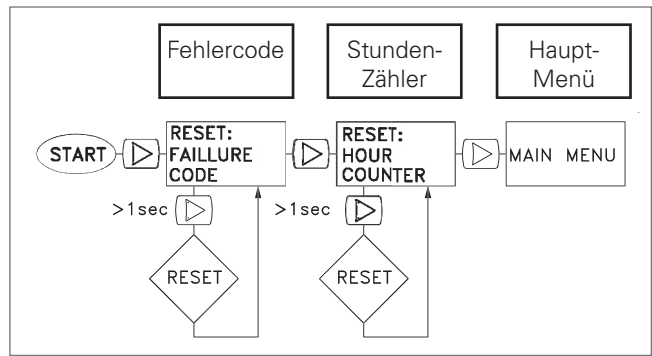 Fehlercode
Stunden-
Zähler
Haupt-
Menü
START
RESET:
FAILLURE
CODE
RESET:
HOUR
COUNTER
MAIN MENU
>1sec
>1sec
RESET
RESET